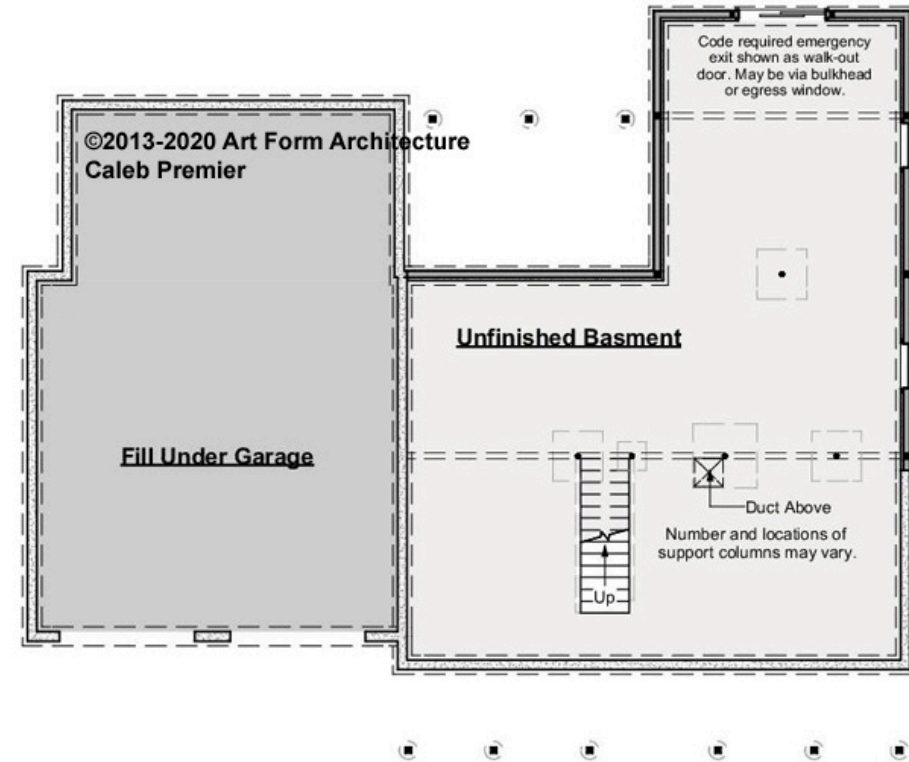 Code required emergency
exit shown as walk-out
door. May be via bulkhead
or egress window.
©2013-2020 Art Form Architecture
Caleb Premier
Unfinished Basment
Fill Under Garage
Duct Above
Number and locations of
support columns may vary.
Up